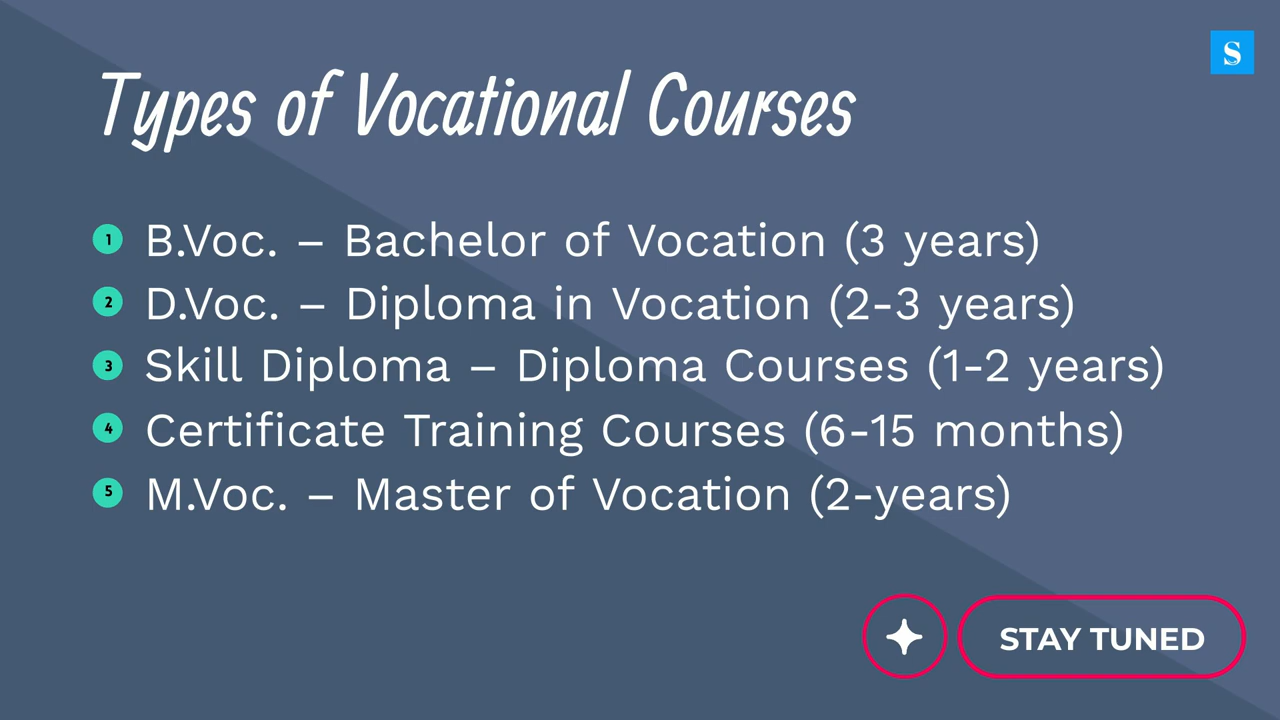 S
Types of Vocational Courses
1 B.Voc. – Bachelor of Vocation (3 years)
2 D.Voc. – Diploma in Vocation (2-3 years)
3 Skill Diploma – Diploma Courses (1-2 years)
4 Certificate Training Courses (6-15 months)
5 M.Voc. – Master of Vocation (2-years)
STAY TUNED